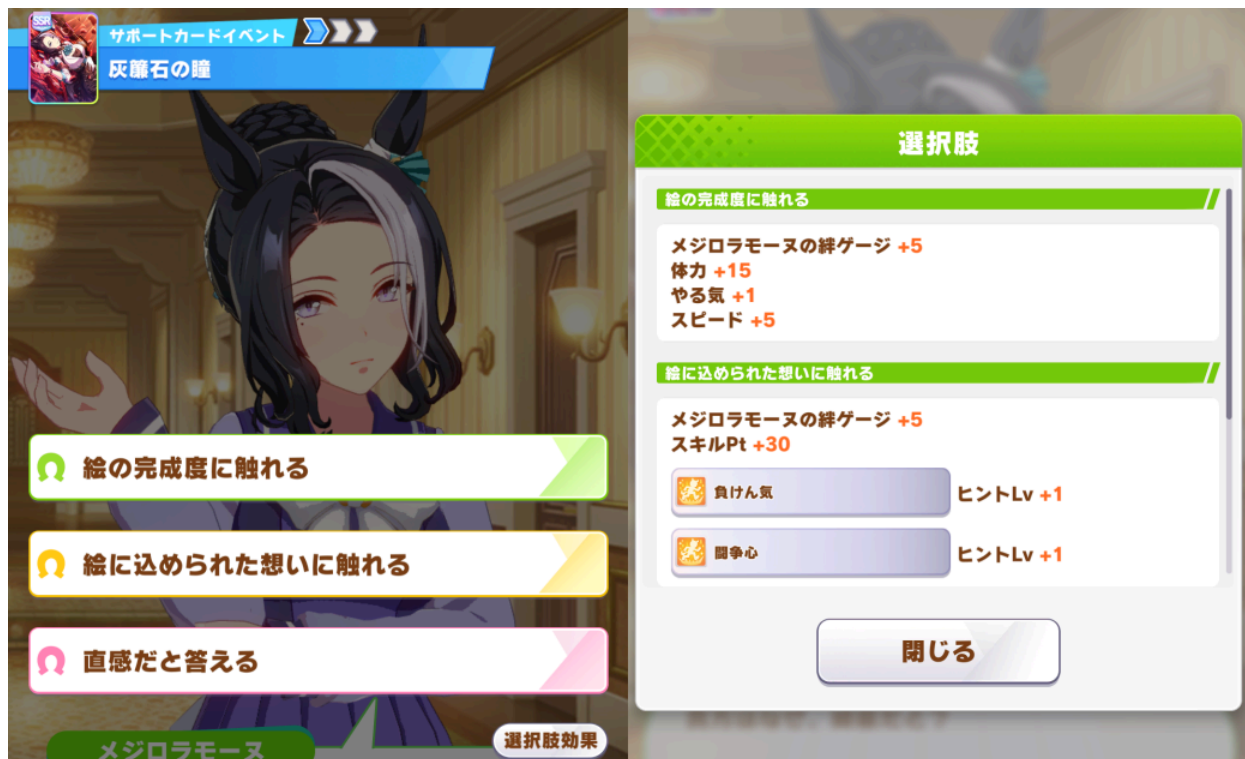 SSR
サポートカードイベント
灰簾石の瞳
絵の完成度に触れる
絵に込められた想いに触れる
直感だと答える
選択肢効果
メジロラモーヌ
選択肢
絵の完成度に触れる
メジロラモーヌの絆ゲージ +5
体力 +15
やる気 +1
スピード +5
絵に込められた想いに触れる
メジロラモーヌの絆ゲージ +5
スキルPt +30
負けん気 ヒントLv +1
闘争心 ヒントLv +1
閉じる